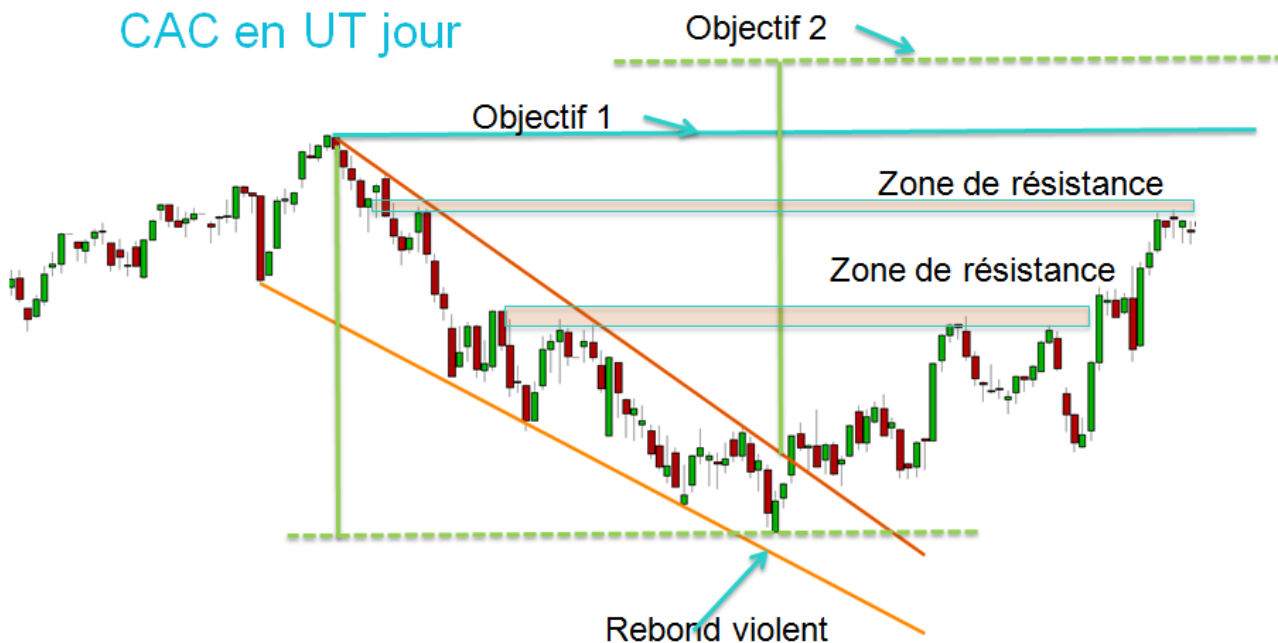 CAC en UT jour
Objectif 2
Objectif 1
Zone de résistance
Zone de résistance
Rebond violent